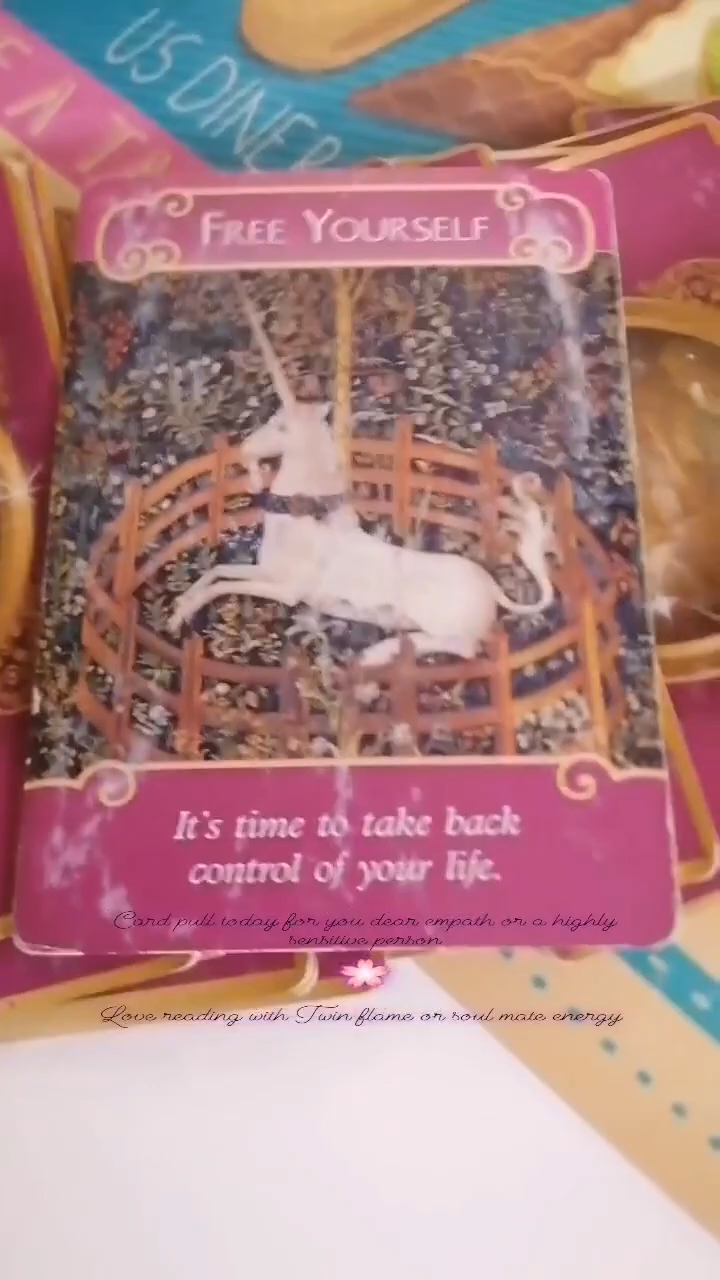 US DINER
E A TA
FREE YOURSELF
It's time to take back
control of your life.
Card pull today for you dear empath or a highly
sensitive person
Love reading with Twin flame or soul mate energy